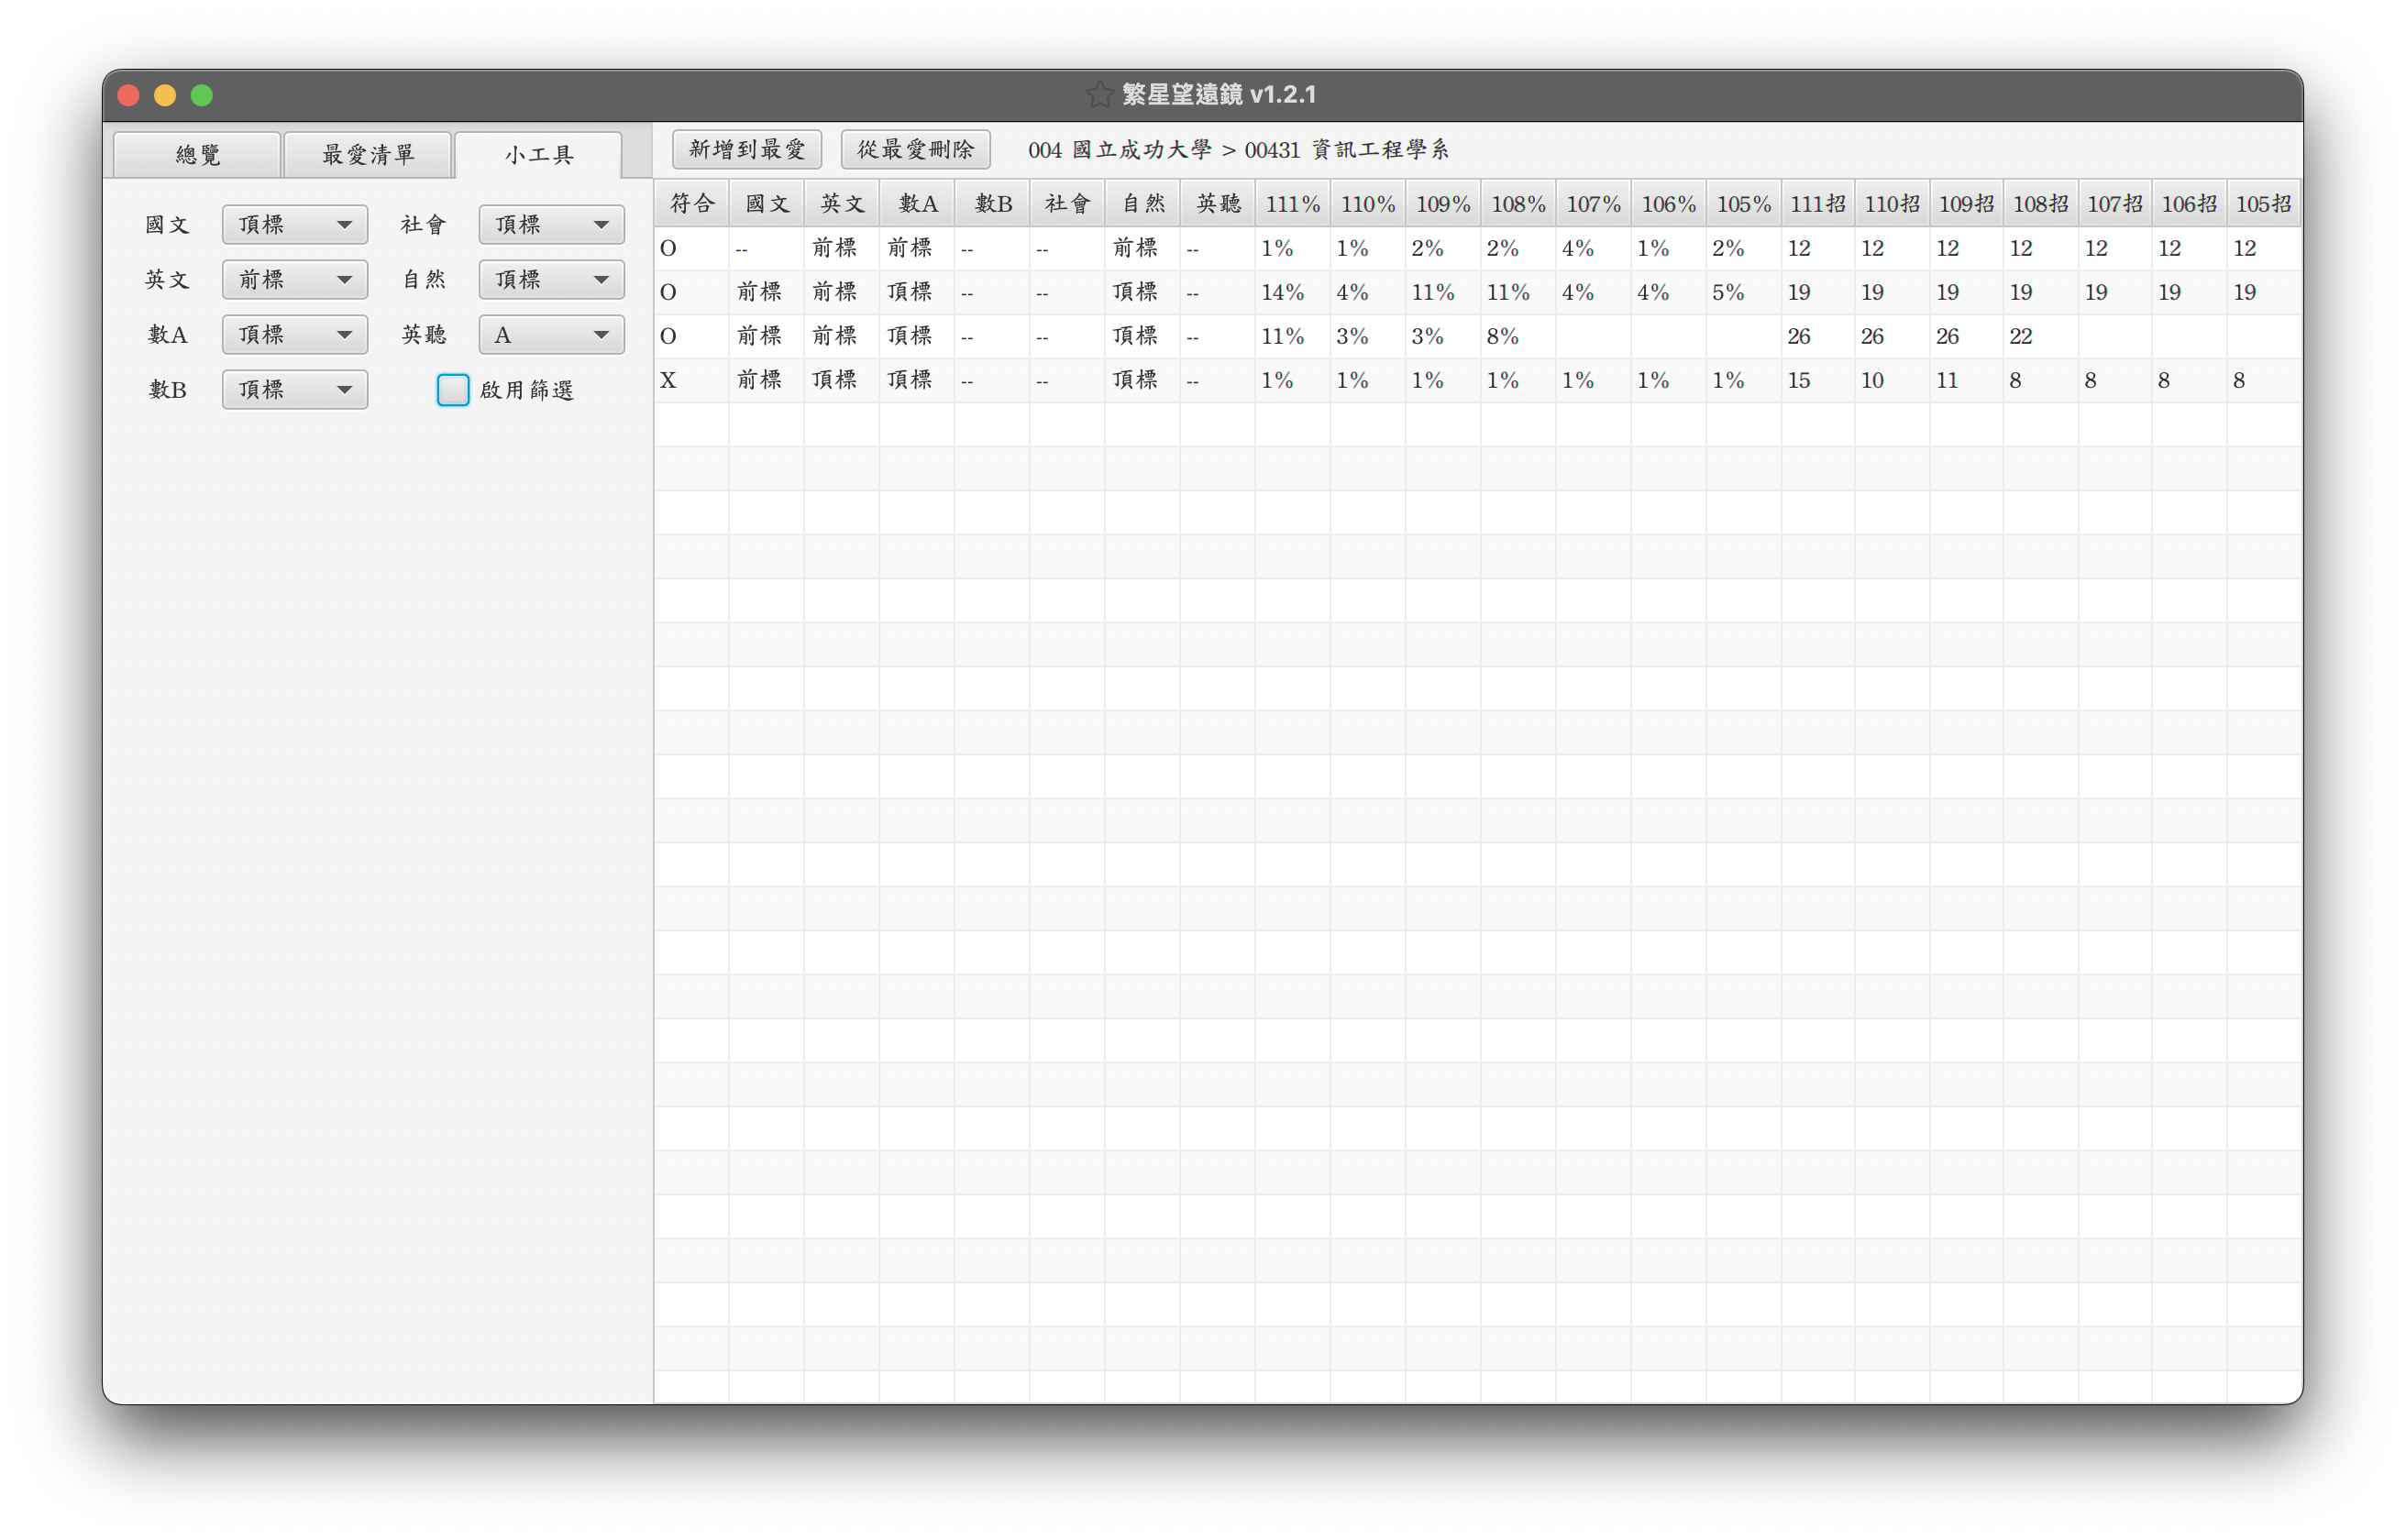 繁星望遠鏡 v1.2.1
總覽 最愛清單 小工具
新增到最愛 從最愛刪除 004 國立成功大學 > 00431 資訊工程學系
國文 頂標 社會 頂標
英文 前標 自然 頂標
數A 頂標 英聽 A
數B 頂標 啟用篩選
符合 國文 英文 數A 數B 社會 自然 英聽 111% 110% 109% 108% 107% 106% 105% 111招 110招 109招 108招 107招 106招 105招
O -- 前標 前標 -- -- 前標 -- 1% 1% 2% 2% 4% 1% 2% 12 12 12 12 12 12 12
O 前標 前標 頂標 -- -- 頂標 -- 14% 4% 11% 11% 4% 4% 5% 19 19 19 19 19 19 19
O 前標 前標 頂標 -- -- 頂標 -- 11% 3% 3% 8% 26 26 26 22
X 前標 頂標 頂標 -- -- 頂標 -- 1% 1% 1% 1% 1% 1% 1% 15 10 11 8 8 8 8